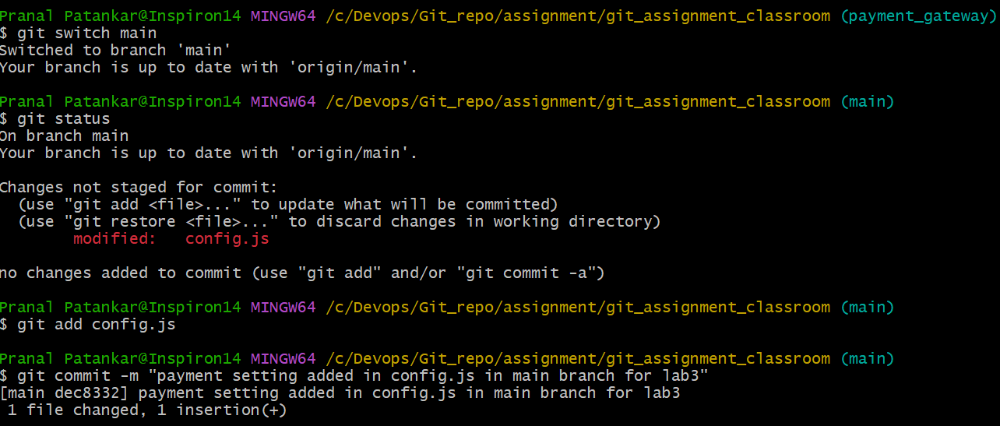 Pranal Patankar@Inspiron14 MINGW64 /c/Devops/Git_repo/assignment/git_assignment_classroom (payment_gateway)
$ git switch main
Switched to branch 'main'
Your branch is up to date with 'origin/main'.
Pranal Patankar@Inspiron14 MINGW64 /c/Devops/Git_repo/assignment/git_assignment_classroom (main)
$ git status
On branch main
Your branch is up to date with 'origin/main'.
Changes not staged for commit:
  (use "git add <file>..." to update what will be committed)
  (use "git restore <file>..." to discard changes in working directory)
        modified:   config.js
no changes added to commit (use "git add" and/or "git commit -a")
Pranal Patankar@Inspiron14 MINGW64 /c/Devops/Git_repo/assignment/git_assignment_classroom (main)
$ git add config.js
Pranal Patankar@Inspiron14 MINGW64 /c/Devops/Git_repo/assignment/git_assignment_classroom (main)
$ git commit -m "payment setting added in config.js in main branch for lab3"
[main dec8332] payment setting added in config.js in main branch for lab3
 1 file changed, 1 insertion(+)